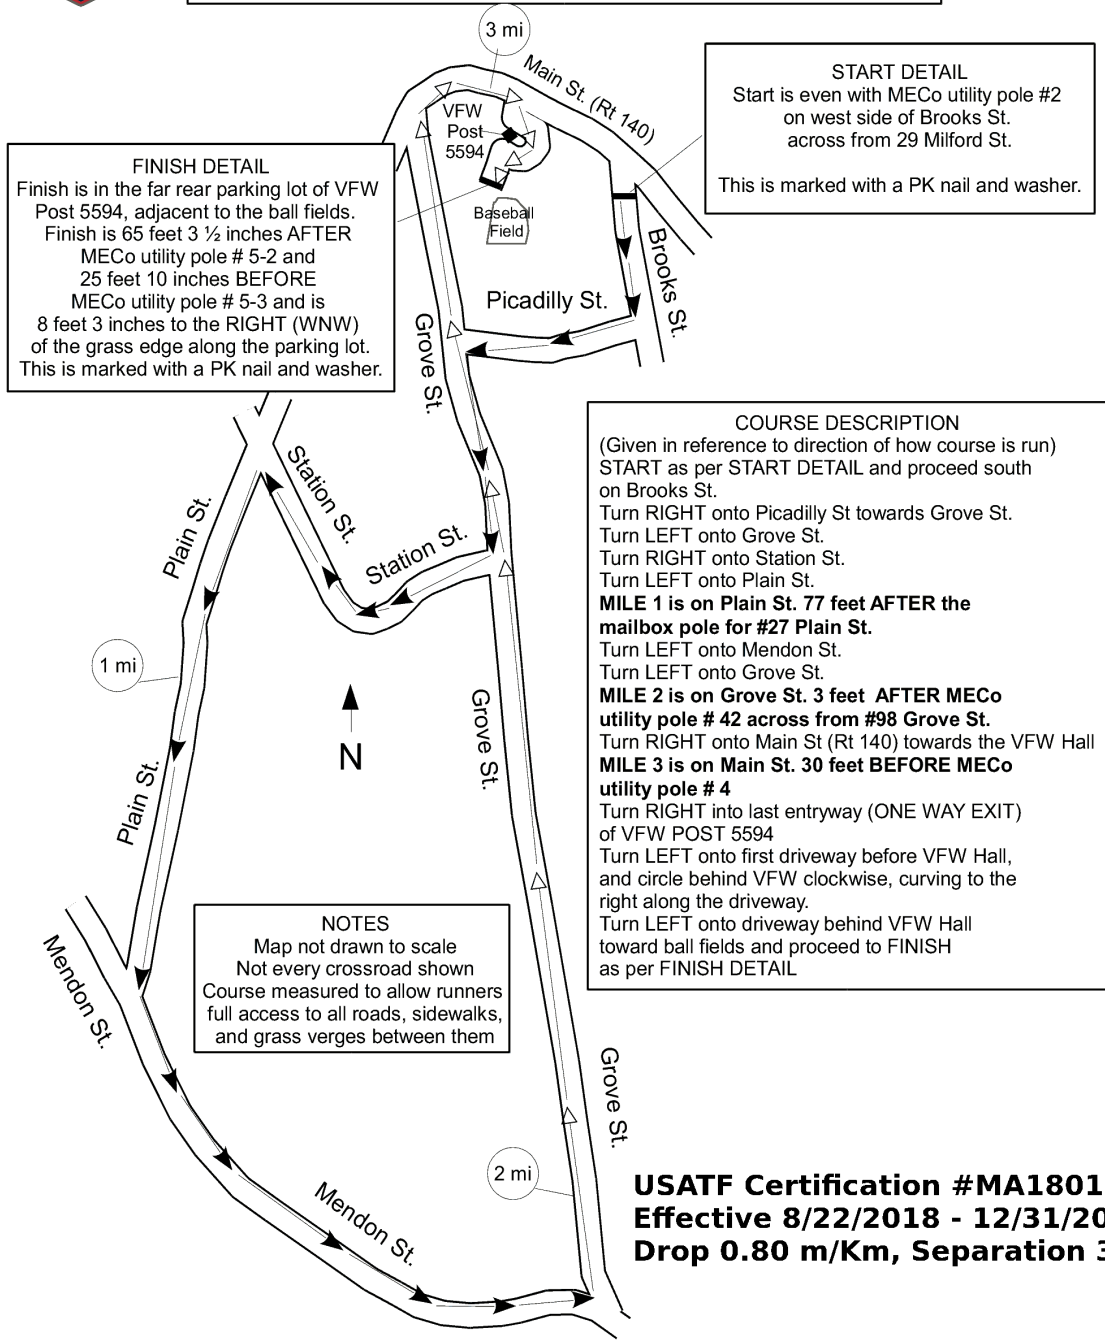 3 mi
Main St. (Rt 140)
VFW
Post
5594
Baseball
Field
START DETAIL
Start is even with MECo utility pole #2
on west side of Brooks St.
across from 29 Milford St.
This is marked with a PK nail and washer.
FINISH DETAIL
Finish is in the far rear parking lot of VFW
Post 5594, adjacent to the ball fields.
Finish is 65 feet 3 ½ inches AFTER
MECo utility pole # 5-2 and
25 feet 10 inches BEFORE
MECo utility pole # 5-3 and is
8 feet 3 inches to the RIGHT (WNW)
of the grass edge along the parking lot.
This is marked with a PK nail and washer.
Brooks St.
Picadilly St.
Grove St.
Station St.
Station St.
Plain St.
COURSE DESCRIPTION
(Given in reference to direction of how course is run)
START as per START DETAIL and proceed south
on Brooks St.
Turn RIGHT onto Picadilly St towards Grove St.
Turn LEFT onto Grove St.
Turn RIGHT onto Station St.
Turn LEFT onto Plain St.
MILE 1 is on Plain St. 77 feet AFTER the
mailbox pole for #27 Plain St.
Turn LEFT onto Mendon St.
Turn LEFT onto Grove St.
MILE 2 is on Grove St. 3 feet AFTER MECo
utility pole # 42 across from #98 Grove St.
Turn RIGHT onto Main St (Rt 140) towards the VFW Hall
MILE 3 is on Main St. 30 feet BEFORE MECo
utility pole # 4
Turn RIGHT into last entryway (ONE WAY EXIT)
of VFW POST 5594
Turn LEFT onto first driveway before VFW Hall,
and circle behind VFW clockwise, curving to the
right along the driveway.
Turn LEFT onto driveway behind VFW Hall
toward ball fields and proceed to FINISH
as per FINISH DETAIL
1 mi
N
Grove St.
Plain St.
Mendon St.
NOTES
Map not drawn to scale
Not every crossroad shown
Course measured to allow runners
full access to all roads, sidewalks,
and grass verges between them
Grove St.
2 mi
Mendon St.
USATF Certification #MA1801
Effective 8/22/2018 - 12/31/20
Drop 0.80 m/Km, Separation 3